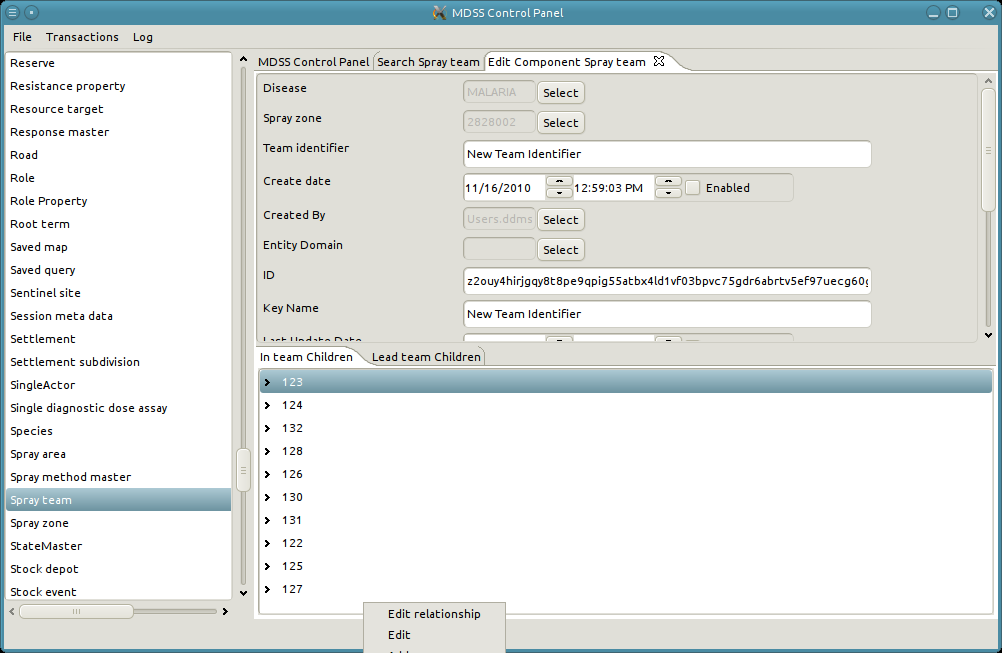 MDSS Control Panel
File Transactions Log
Reserve
Resistance property
Resource target
Response master
Road
Role
Role Property
Root term
Saved map
Saved query
Sentinel site
Session meta data
Settlement
Settlement subdivision
SingleActor
Single diagnostic dose assay
Species
Spray area
Spray method master
Spray team
Spray zone
StateMaster
Stock depot
Stock event
MDSS Control Panel Search Spray team Edit Component Spray team
Disease MALARIA Select
Spray zone 2828002 Select
Team identifier New Team Identifier
Create date 11/16/2010 12:59:03 PM Enabled
Created By Users.ddms Select
Entity Domain Select
ID z2ouy4hirjgqy8t8pe9qpig55atbx4ld1vf03bpvc75gdr6abrtv5ef97uecg60g
Key Name New Team Identifier
Last Update Date
In team Children Lead team Children
123
124
132
128
126
130
131
122
125
127
Edit relationship
Edit